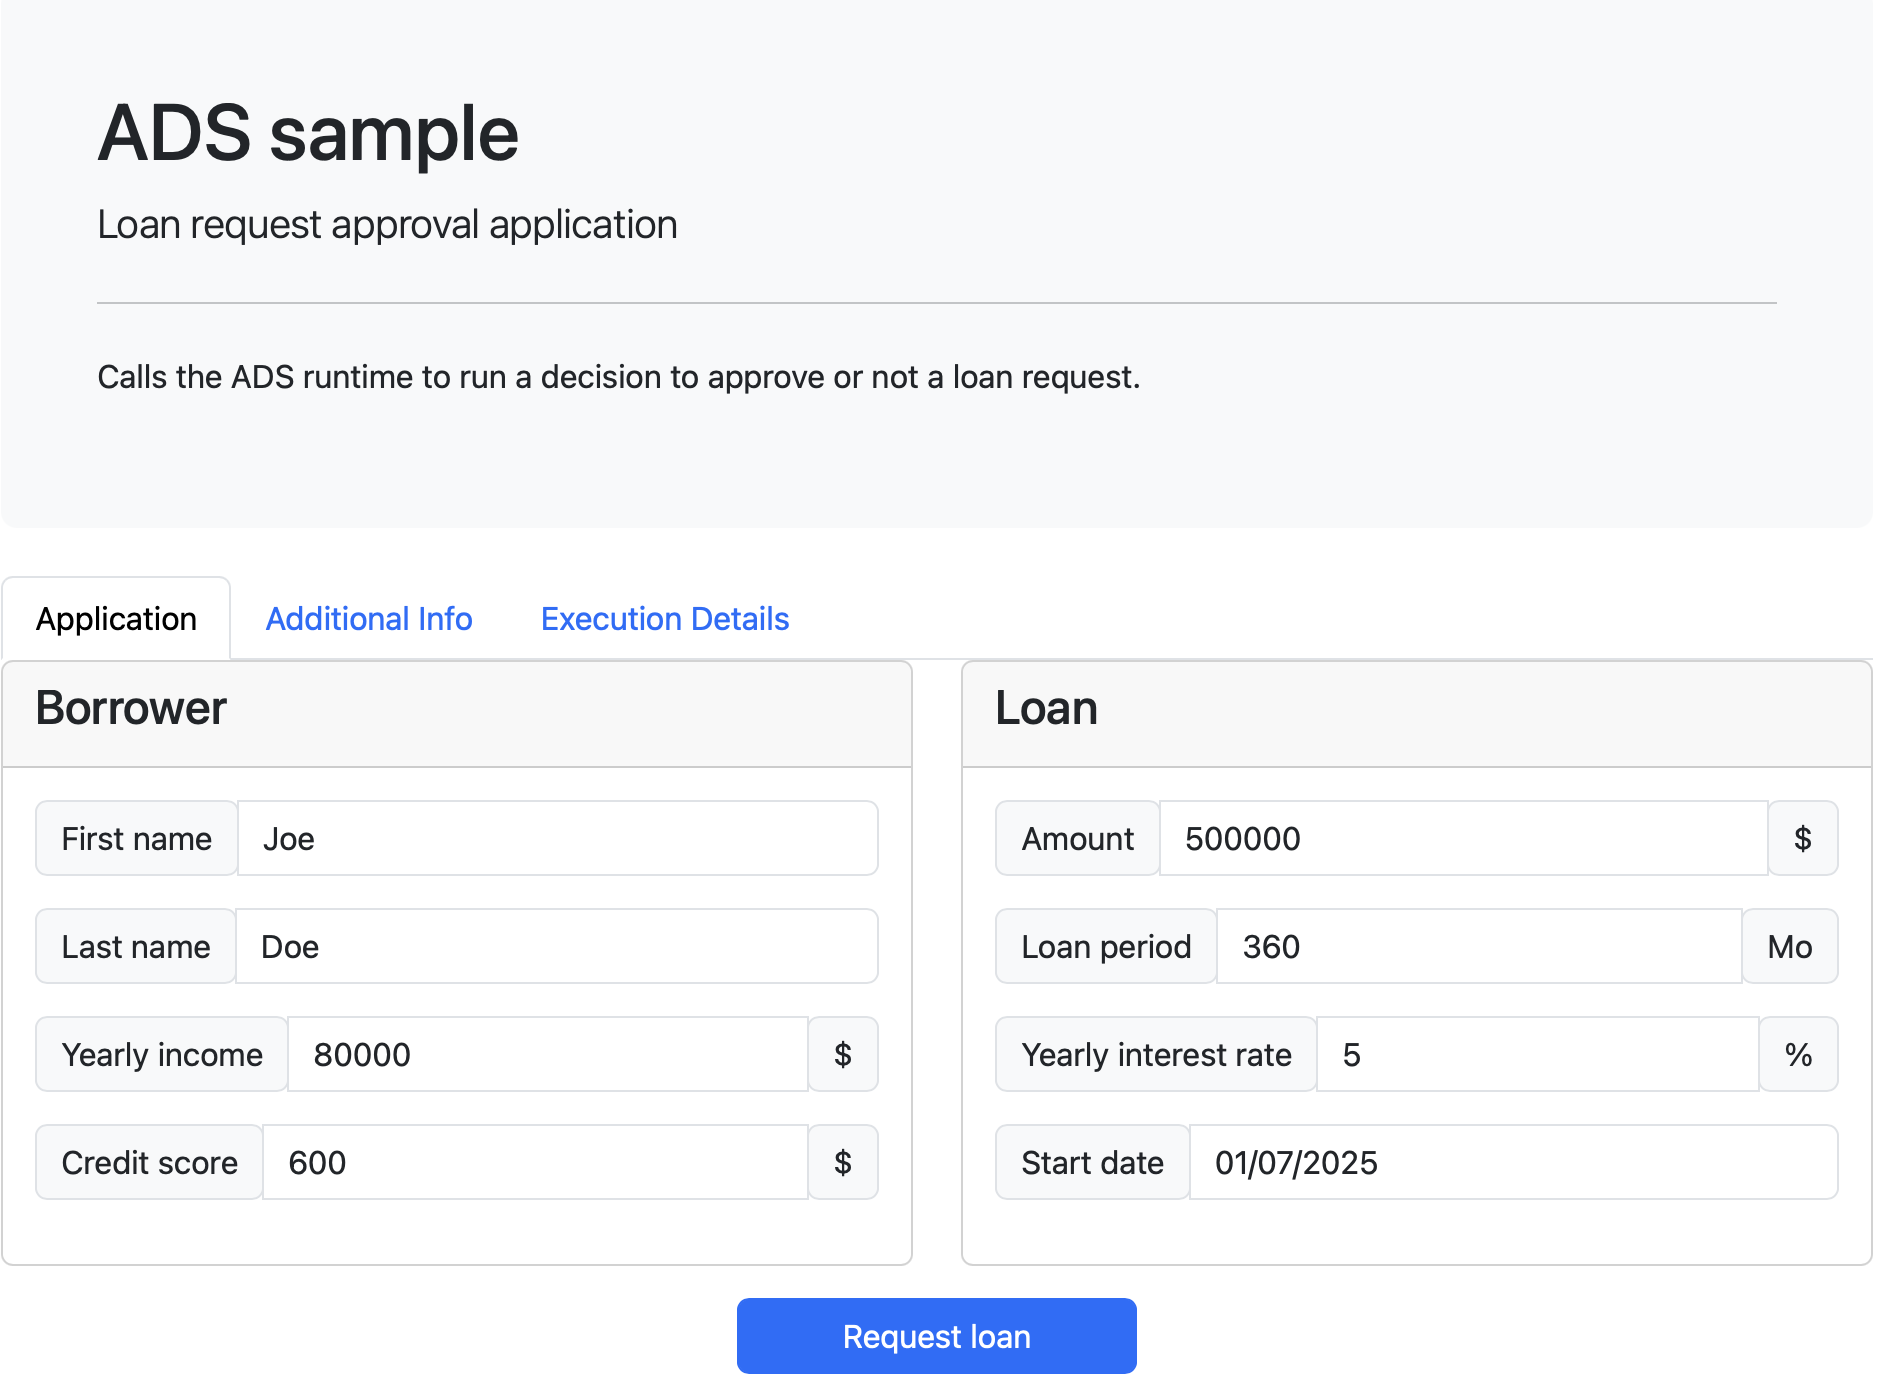 ADS sample
Loan request approval application
Calls the ADS runtime to run a decision to approve or not a loan request.
Application Additional Info Execution Details
Borrower
First name Joe
Last name Doe
Yearly income 80000 $
Credit score 600 $
Loan
Amount 500000 $
Loan period 360 Mo
Yearly interest rate 5 %
Start date 01/07/2025
Request loan